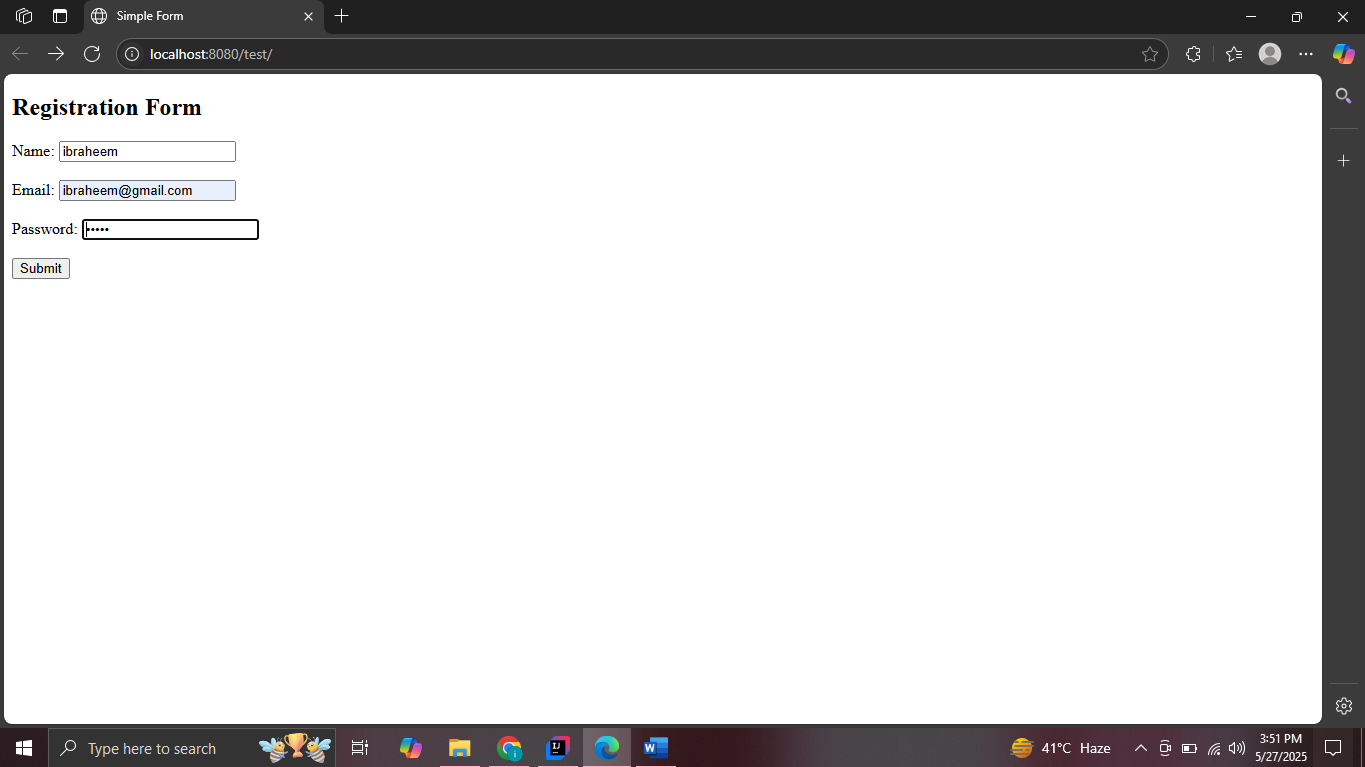 Simple Form
localhost:8080/test/
Registration Form
Name: ibraheem
Email: ibraheem@gmail.com
Password: •••••
Submit
Type here to search
41°C Haze
3:51 PM
5/27/2025